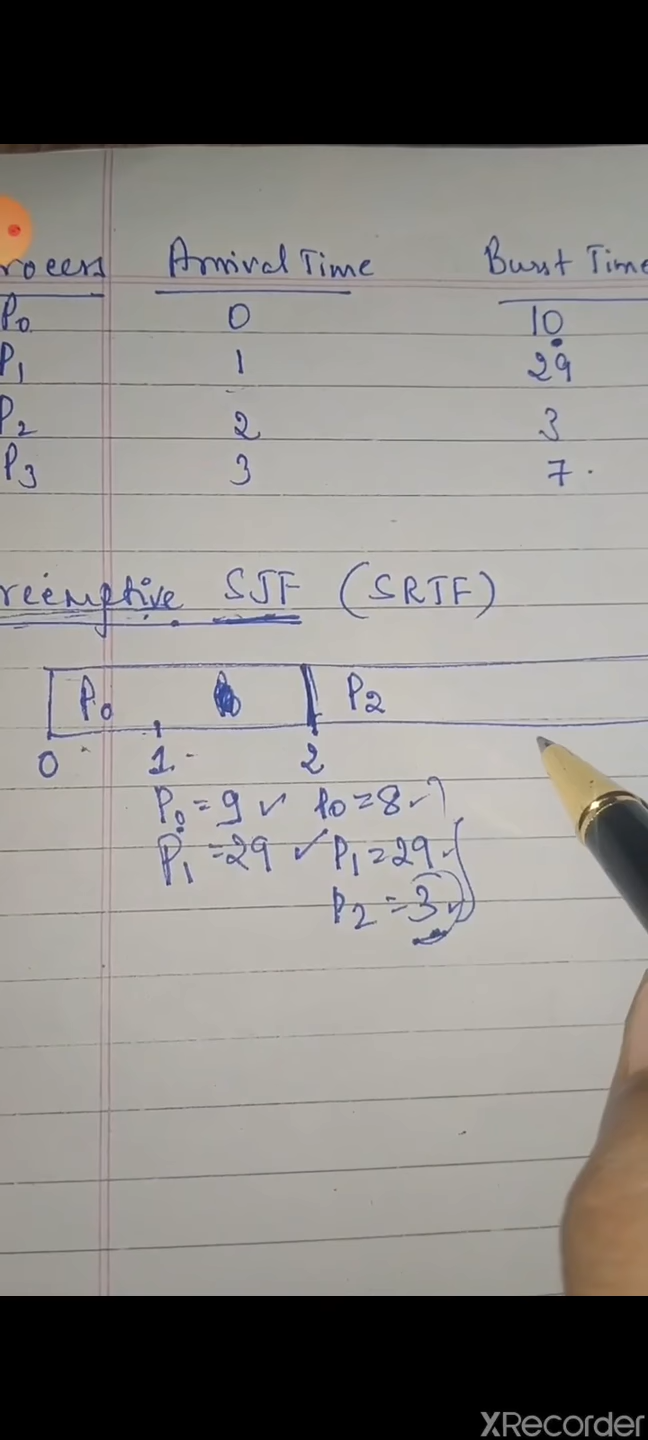 rocess Arrival Time Burst Time
P0 0 10
P1 1 29
P2 2 3
P3 3 7.
reemptive SJF (SRTF)
P0 P2
0 1 2
P0 = 9 ✓ P0 = 8 ✓
P1 = 29 ✓ P1 = 29 ✓
P2 = 3 ✓
XRecorder